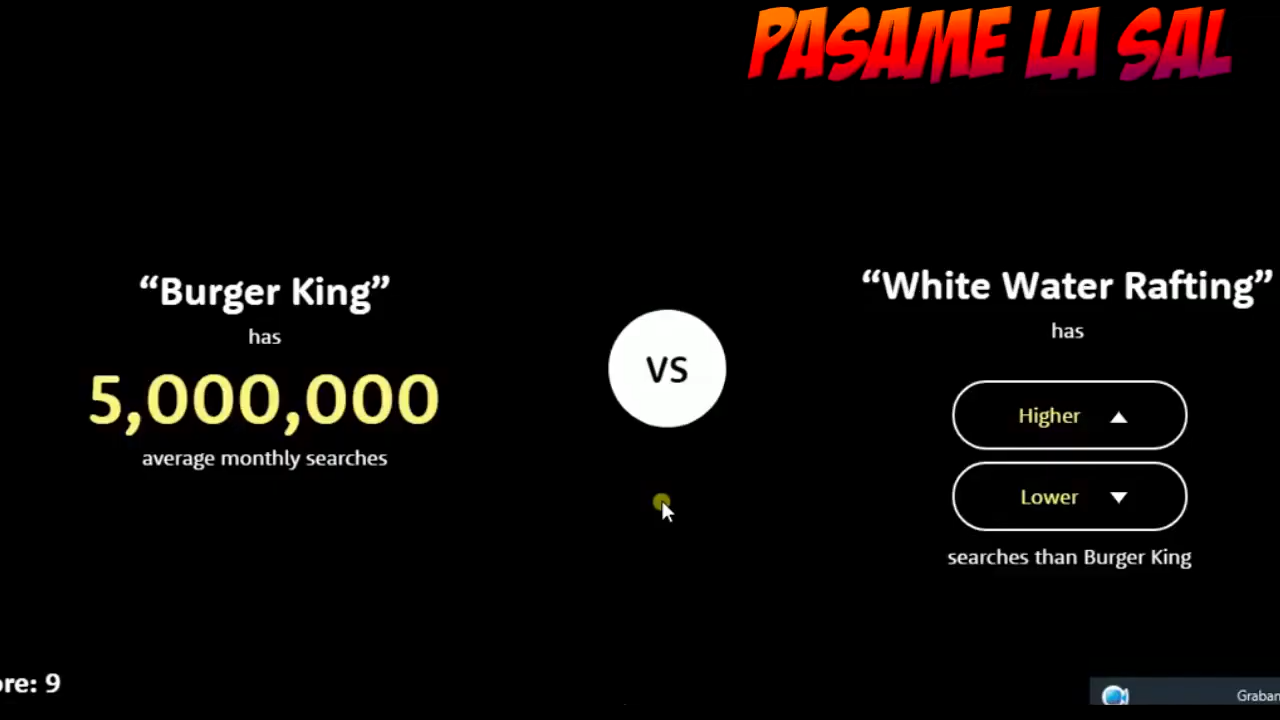 PASAME LA SAL
“Burger King”
has
5,000,000
average monthly searches
VS
“White Water Rafting”
has
Higher
Lower
searches than Burger King
ore: 9
Graban